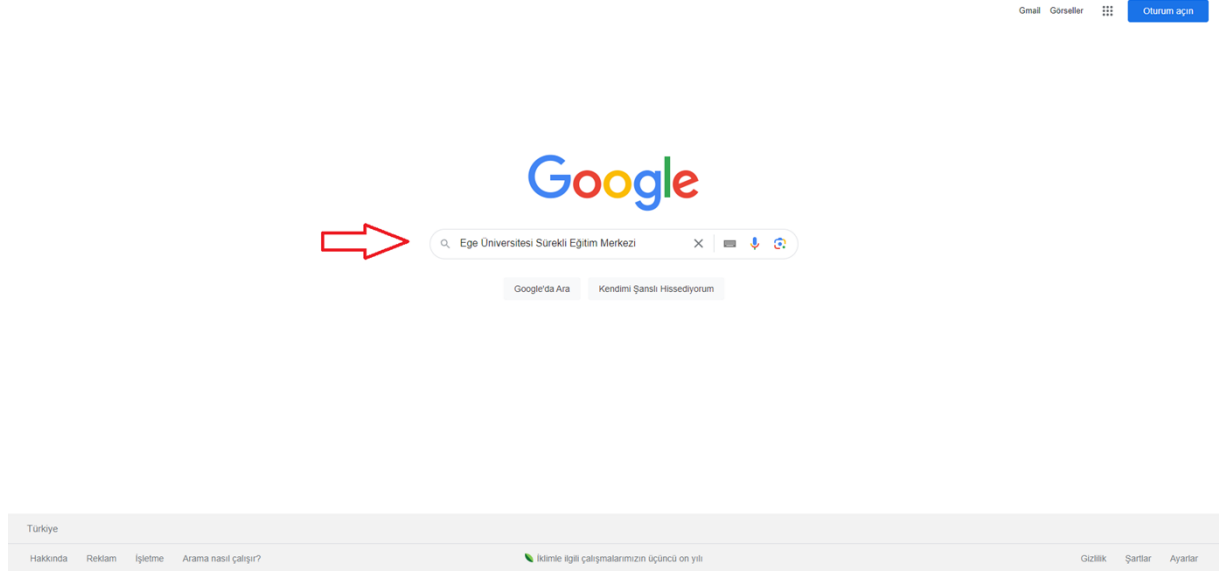 Gmail Görseller Oturum açın
Google
Ege Üniversitesi Sürekli Eğitim Merkezi
Google'da Ara Kendimi Şanslı Hissediyorum
Türkiye
Hakkında Reklam İşletme Arama nasıl çalışır? İklimle ilgili çalışmalarımızın üçüncü on yılı Gizlilik Şartlar Ayarlar